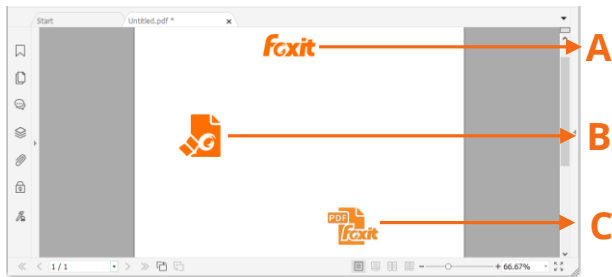 Start
Untitled.pdf *
foxit
A
B
PDF
foxit
C
1 / 1
66.67%